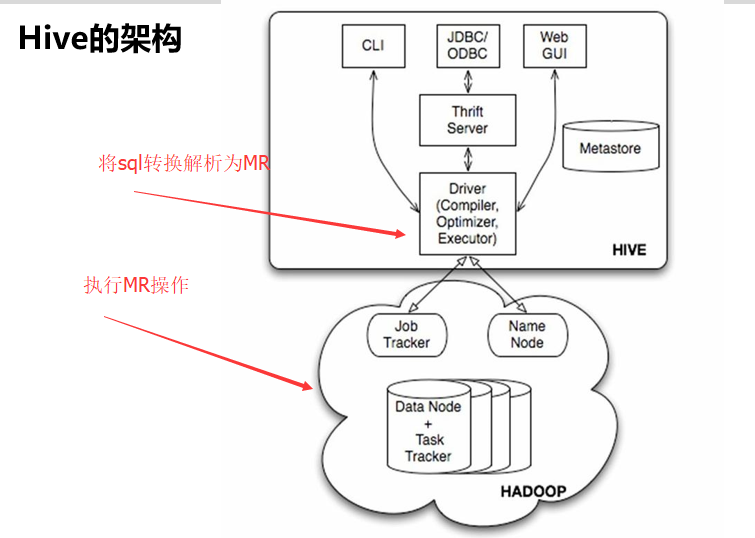 Hive的架构
CLI
JDBC/
ODBC
Web
GUI
Thrift
Server
Metastore
将sql转换解析为MR
Driver
(Compiler,
Optimizer,
Executor)
HIVE
执行MR操作
Job
Tracker
Name
Node
Data Node
+
Task
Tracker
HADOOP